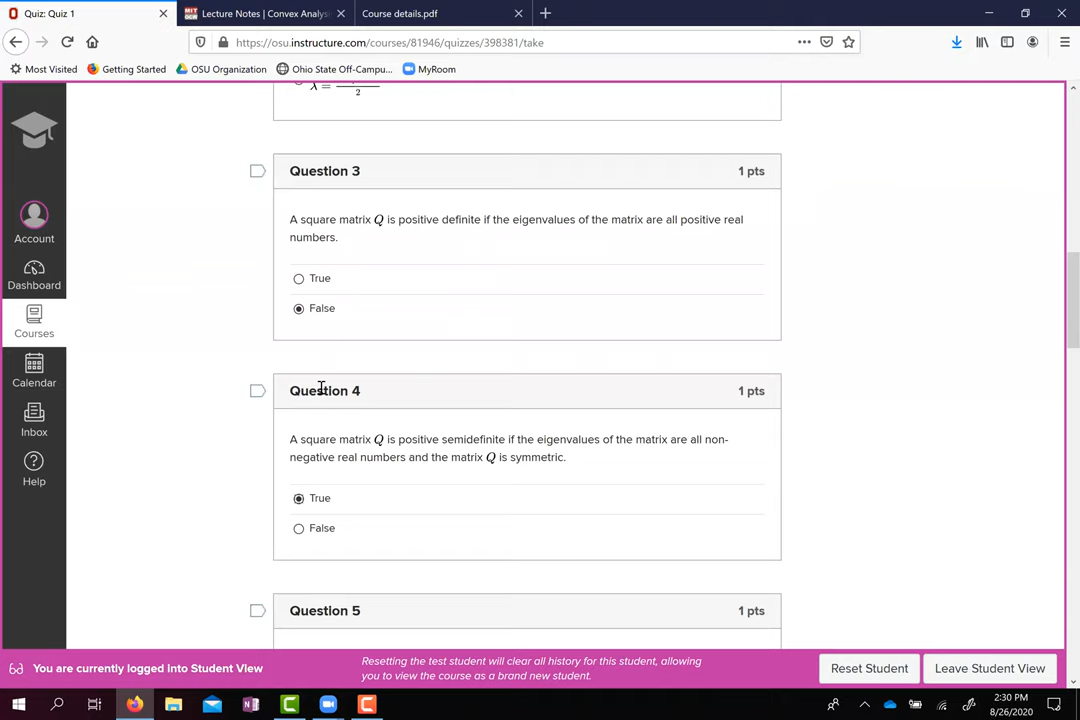 Quiz: Quiz 1
Lecture Notes | Convex Analys
Course details.pdf
https://osu.instructure.com/courses/81946/quizzes/398381/take
Most Visited
Getting Started
OSU Organization
Ohio State Off-Campu...
MyRoom
λ =
2
Question 3
1 pts
A square matrix Q is positive definite if the eigenvalues of the matrix are all positive real
numbers.
True
False
Question 4
1 pts
A square matrix Q is positive semidefinite if the eigenvalues of the matrix are all non-
negative real numbers and the matrix Q is symmetric.
True
False
Question 5
1 pts
Account
Dashboard
Courses
Calendar
Inbox
Help
You are currently logged into Student View
Resetting the test student will clear all history for this student, allowing
you to view the course as a brand new student.
Reset Student
Leave Student View
2:30 PM
8/26/2020